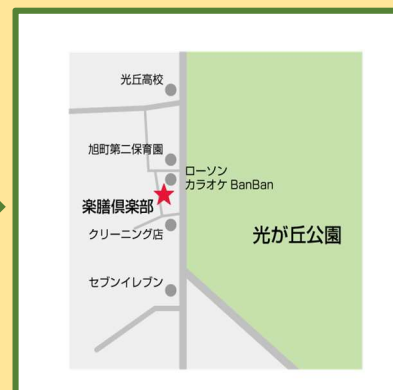 光丘高校
旭町第二保育園
ローソン
カラオケ BanBan
楽膳倶楽部
クリーニング店
光が丘公園
セブンイレブン